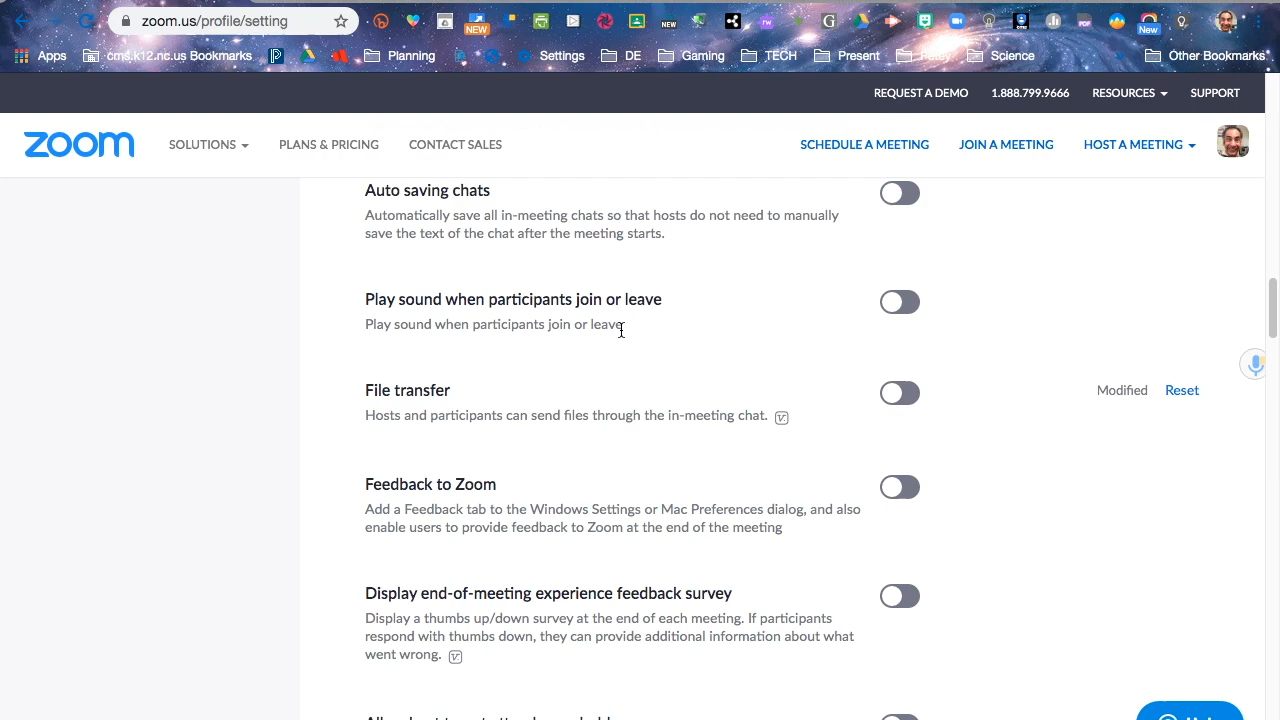 zoom.us/profile/setting
NEW
NEW
New
Apps
cms.k12.nc.us Bookmarks
Planning
Settings
DE
Gaming
TECH
Present
Petey
Science
Other Bookmarks
REQUEST A DEMO
1.888.799.9666
RESOURCES
SUPPORT
zoom
SOLUTIONS
PLANS & PRICING
CONTACT SALES
SCHEDULE A MEETING
JOIN A MEETING
HOST A MEETING
Auto saving chats
Automatically save all in-meeting chats so that hosts do not need to manually
save the text of the chat after the meeting starts.
Play sound when participants join or leave
Play sound when participants join or leave
File transfer
Modified
Reset
Hosts and participants can send files through the in-meeting chat.
Feedback to Zoom
Add a Feedback tab to the Windows Settings or Mac Preferences dialog, and also
enable users to provide feedback to Zoom at the end of the meeting
Display end-of-meeting experience feedback survey
Display a thumbs up/down survey at the end of each meeting. If participants
respond with thumbs down, they can provide additional information about what
went wrong.